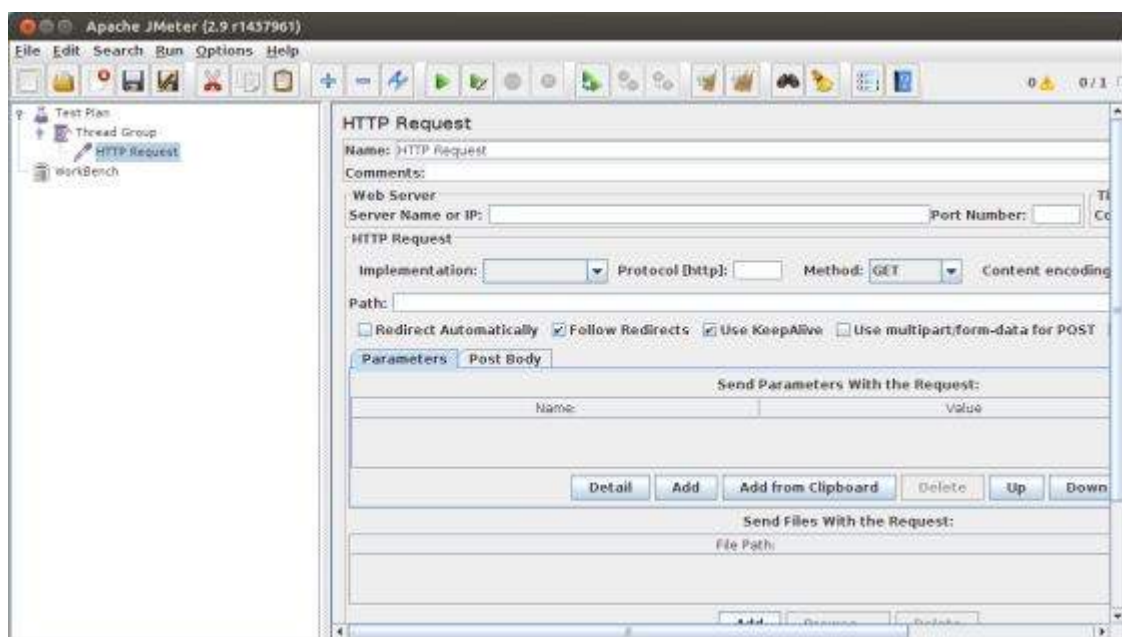 Apache JMeter (2.9 r1437961)
File Edit Search Run Options Help
0 0/1
Test Plan
Thread Group
HTTP Request
WorkBench
HTTP Request
Name: HTTP Request
Comments:
Web Server
Server Name or IP: Port Number:
HTTP Request
Implementation: Protocol [http]: Method: GET Content encoding
Path:
Redirect Automatically Follow Redirects Use KeepAlive Use multipart/form-data for POST
Parameters Post Body
Send Parameters With the Request:
Name: Value
Detail Add Add from Clipboard Delete Up Down
Send Files With the Request:
File Path:
Add